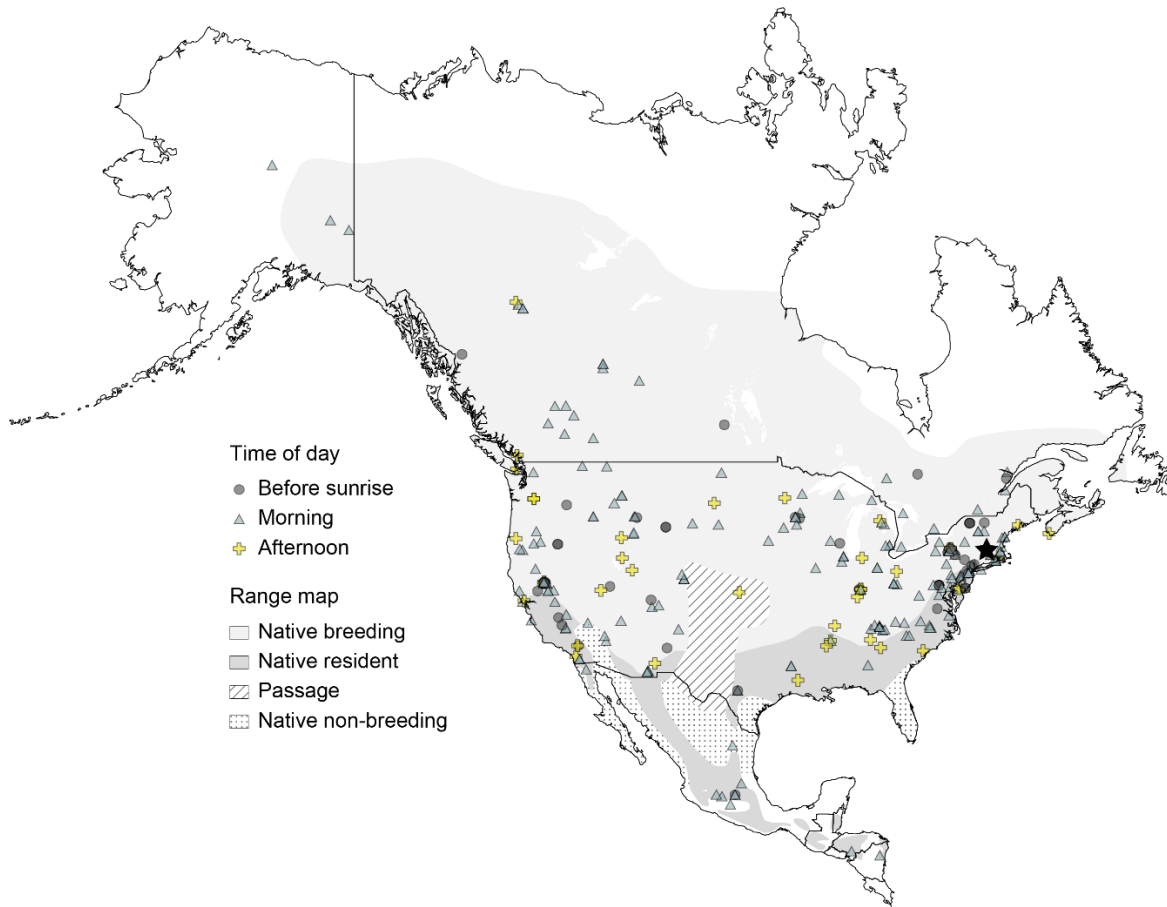 Time of day
Before sunrise
Morning
Afternoon
Range map
Native breeding
Native resident
Passage
Native non-breeding